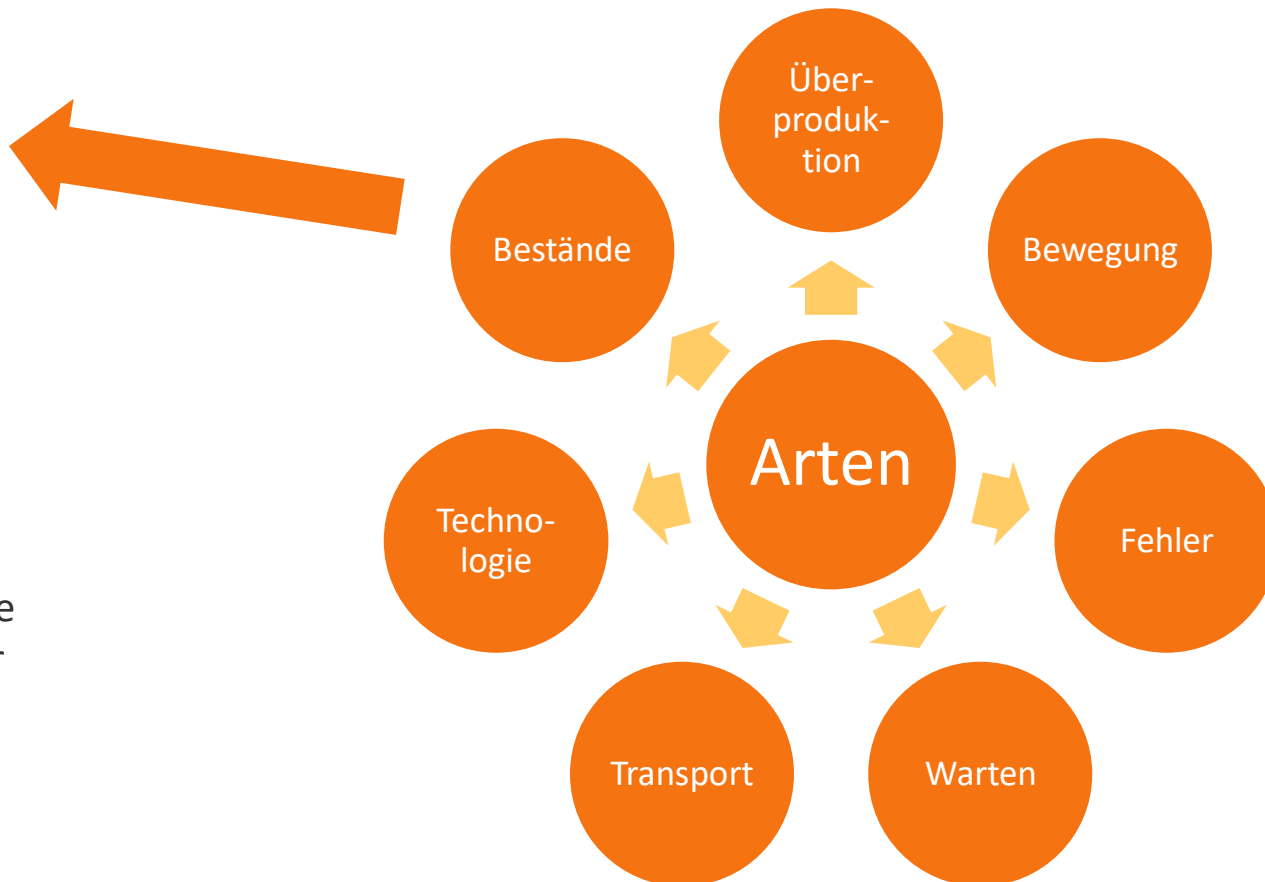 Über-
produk-
tion
Bestände
Bewegung
Arten
Techno-
logie
Fehler
Transport
Warten